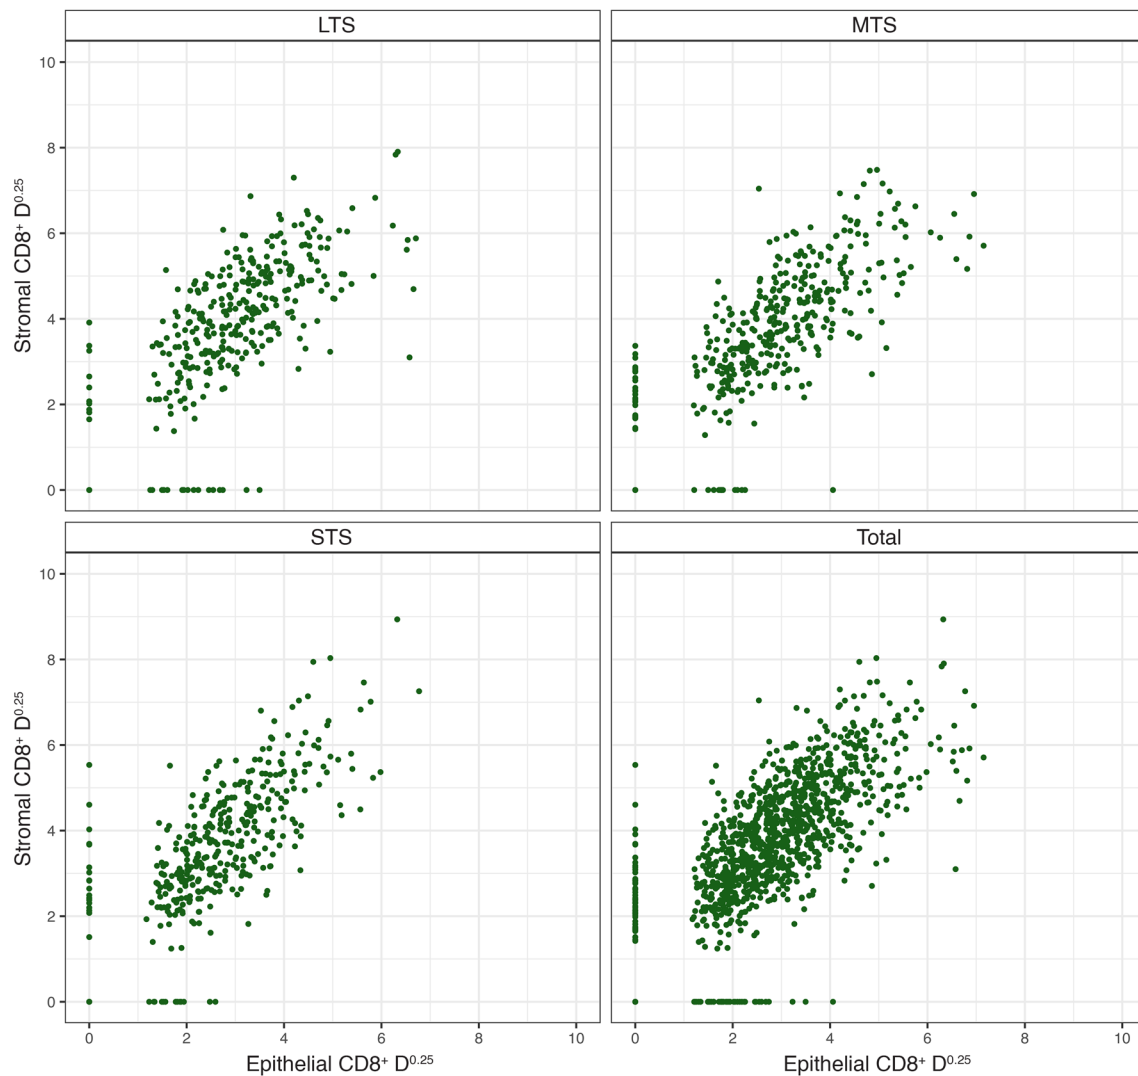 LTS
MTS
10
8
6
4
2
0
Stromal CD8⁺ D⁰·²⁵
STS
Total
10
8
6
4
2
0
Stromal CD8⁺ D⁰·²⁵
0 2 4 6 8 10
0 2 4 6 8 10
Epithelial CD8⁺ D⁰·²⁵
Epithelial CD8⁺ D⁰·²⁵